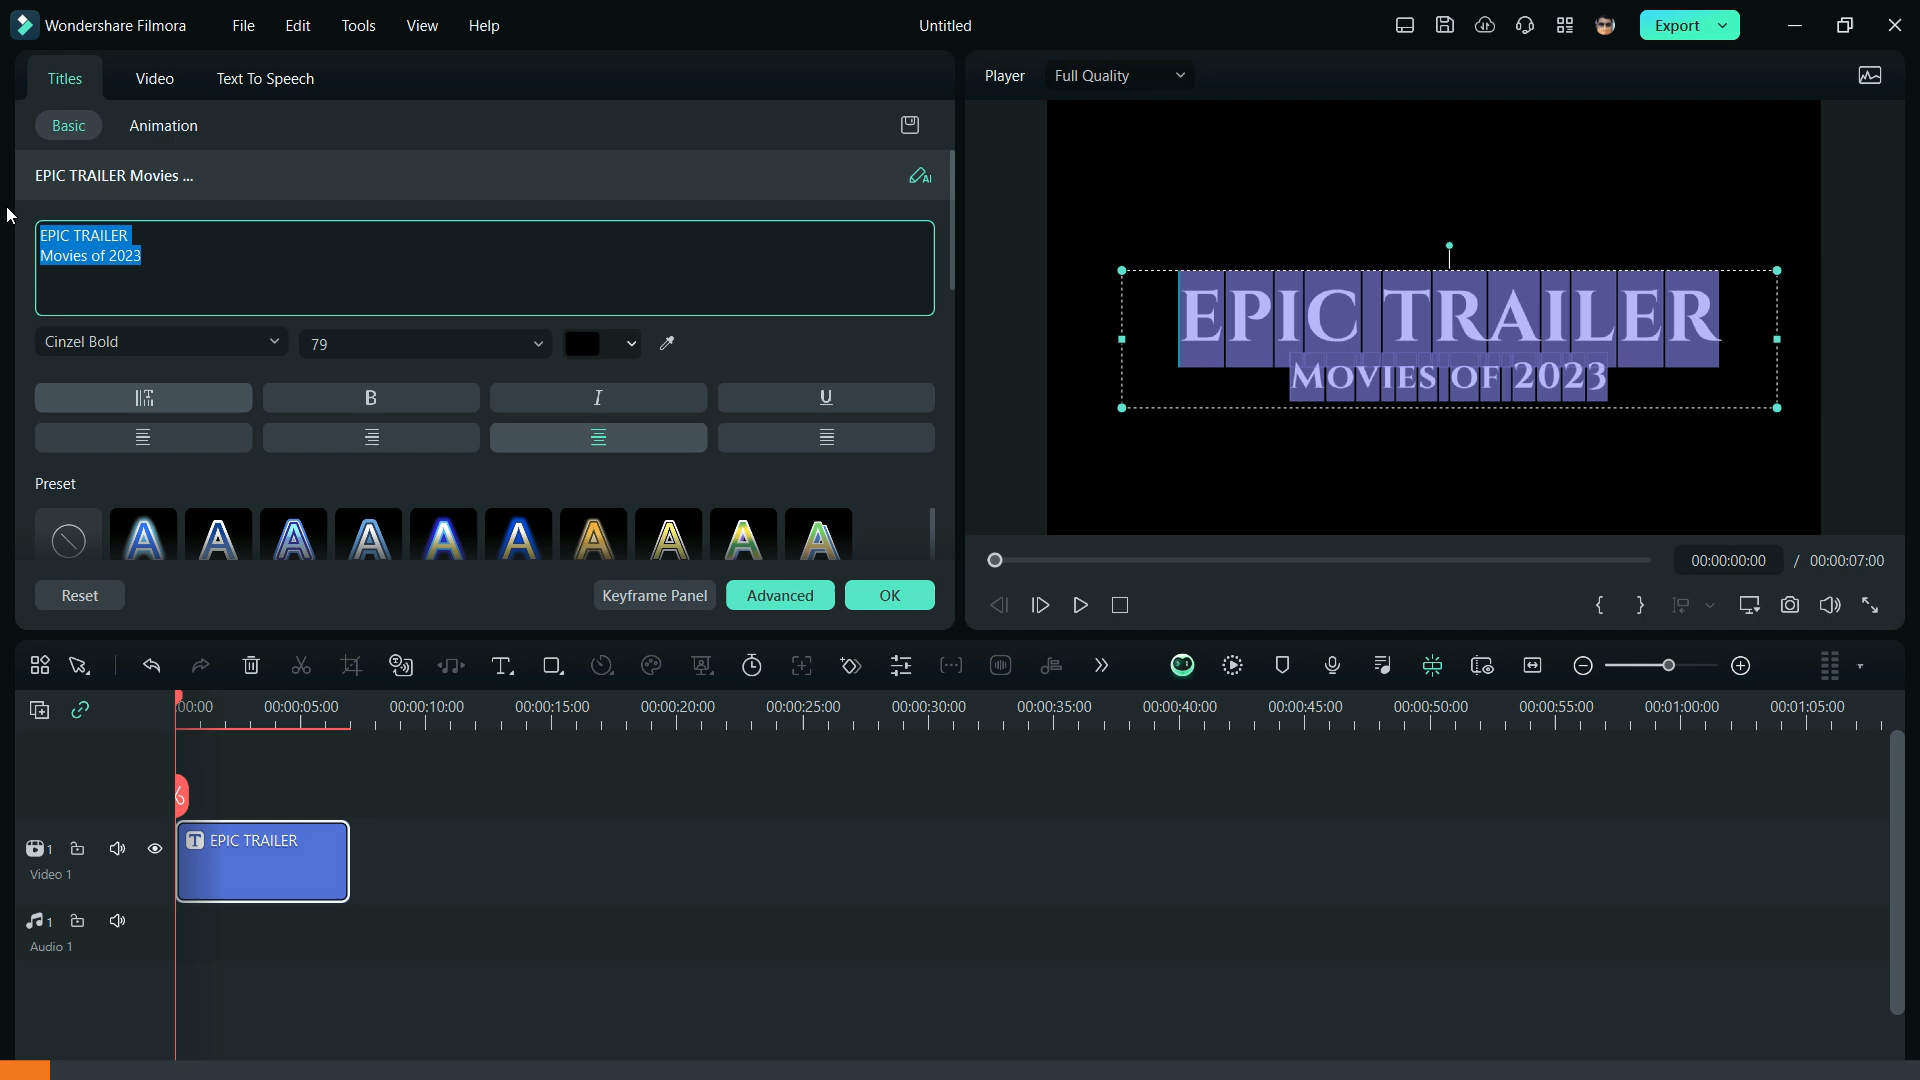 Wondershare Filmora File Edit Tools View Help Untitled Export
Titles Video Text To Speech
Player Full Quality
Basic Animation
EPIC TRAILER Movies ...
AI
EPIC TRAILER
Movies of 2023
Cinzel Bold 79
B I U
Preset
A A A A A A A A A A
Reset Keyframe Panel Advanced OK
EPIC TRAILER
Movies of 2023
00:00:00:00 / 00:00:07:00
:00:00 00:00:05:00 00:00:10:00 00:00:15:00 00:00:20:00 00:00:25:00 00:00:30:00 00:00:35:00 00:00:40:00 00:00:45:00 00:00:50:00 00:00:55:00 00:01:00:00 00:01:05:00
T EPIC TRAILER
1
Video 1
1
Audio 1